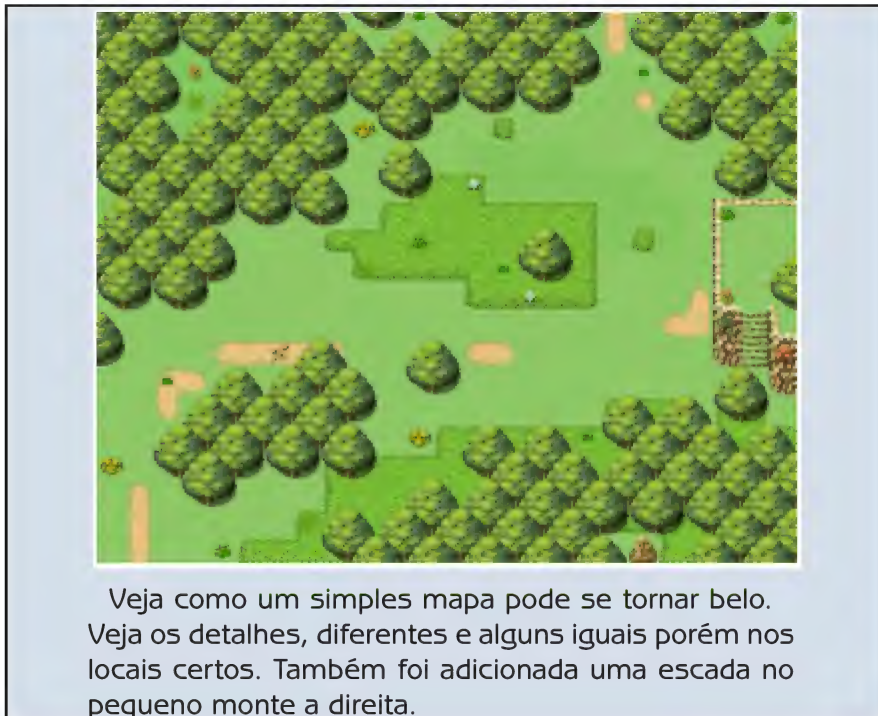 Veja como um simples mapa pode se tornar belo.
Veja os detalhes, diferentes e alguns iguais porém nos
locais certos. Também foi adicionada uma escada no
pequeno monte a direita.